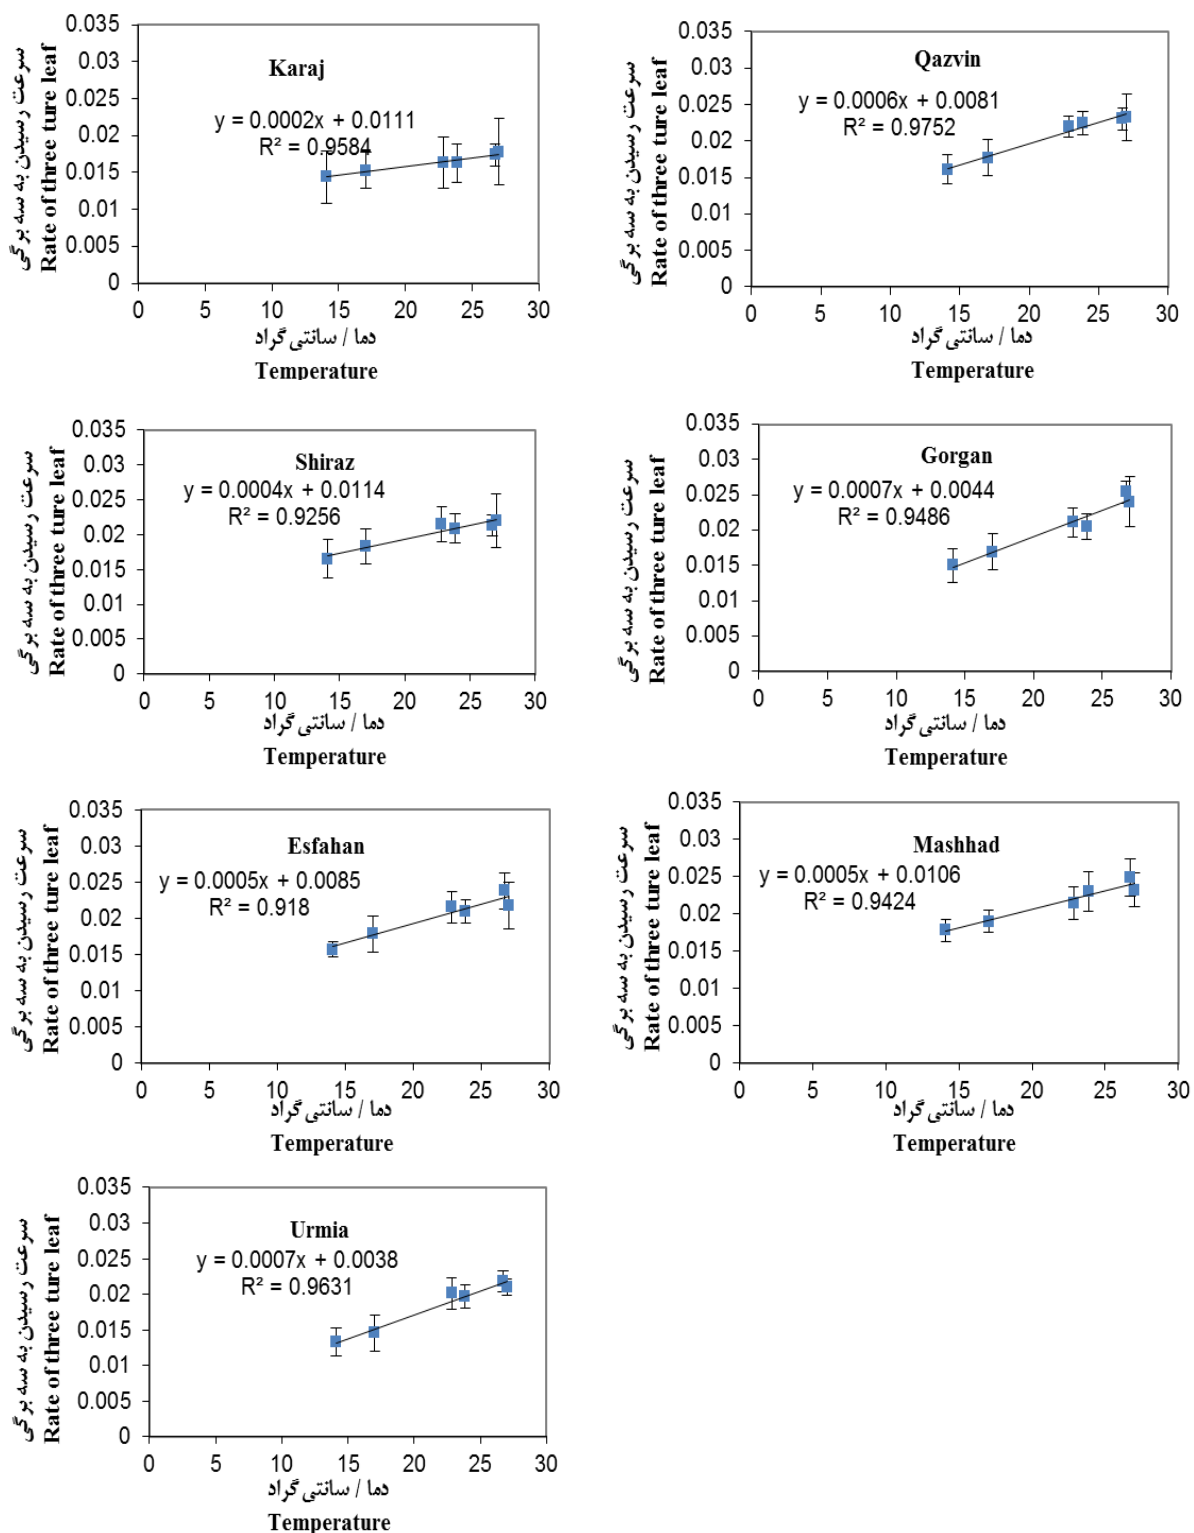 سرعت رسیدن به سه برگی
Rate of three ture leaf
0.035
0.03
0.025
0.02
0.015
0.01
0.005
0
Karaj
y = 0.0002x + 0.0111
R² = 0.9584
0 5 10 15 20 25 30
دما / سانتی گراد
Temperature
سرعت رسیدن به سه برگی
Rate of three ture leaf
0.035
0.03
0.025
0.02
0.015
0.01
0.005
0
Qazvin
y = 0.0006x + 0.0081
R² = 0.9752
0 5 10 15 20 25 30
دما / سانتی گراد
Temperature
سرعت رسیدن به سه برگی
Rate of three ture leaf
0.035
0.03
0.025
0.02
0.015
0.01
0.005
0
Shiraz
y = 0.0004x + 0.0114
R² = 0.9256
0 5 10 15 20 25 30
دما / سانتی گراد
Temperature
سرعت رسیدن به سه برگی
Rate of three ture leaf
0.035
0.03
0.025
0.02
0.015
0.01
0.005
0
Gorgan
y = 0.0007x + 0.0044
R² = 0.9486
0 5 10 15 20 25 30
دما / سانتی گراد
Temperature
سرعت رسیدن به سه برگی
Rate of three ture leaf
0.035
0.03
0.025
0.02
0.015
0.01
0.005
0
Esfahan
y = 0.0005x + 0.0085
R² = 0.918
0 5 10 15 20 25 30
دما / سانتی گراد
Temperature
سرعت رسیدن به سه برگی
Rate of three ture leaf
0.035
0.03
0.025
0.02
0.015
0.01
0.005
0
Mashhad
y = 0.0005x + 0.0106
R² = 0.9424
0 5 10 15 20 25 30
دما / سانتی گراد
Temperature
سرعت رسیدن به سه برگی
Rate of three ture leaf
0.035
0.03
0.025
0.02
0.015
0.01
0.005
0
Urmia
y = 0.0007x + 0.0038
R² = 0.9631
0 5 10 15 20 25 30
دما / سانتی گراد
Temperature